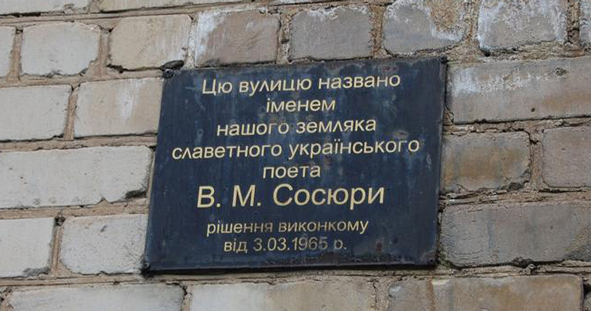 Цю вулицю названо
іменем
нашого земляка
славетного українського
поета
В. М. Сосюри
рішення виконкому
від 3.03.1965 р.